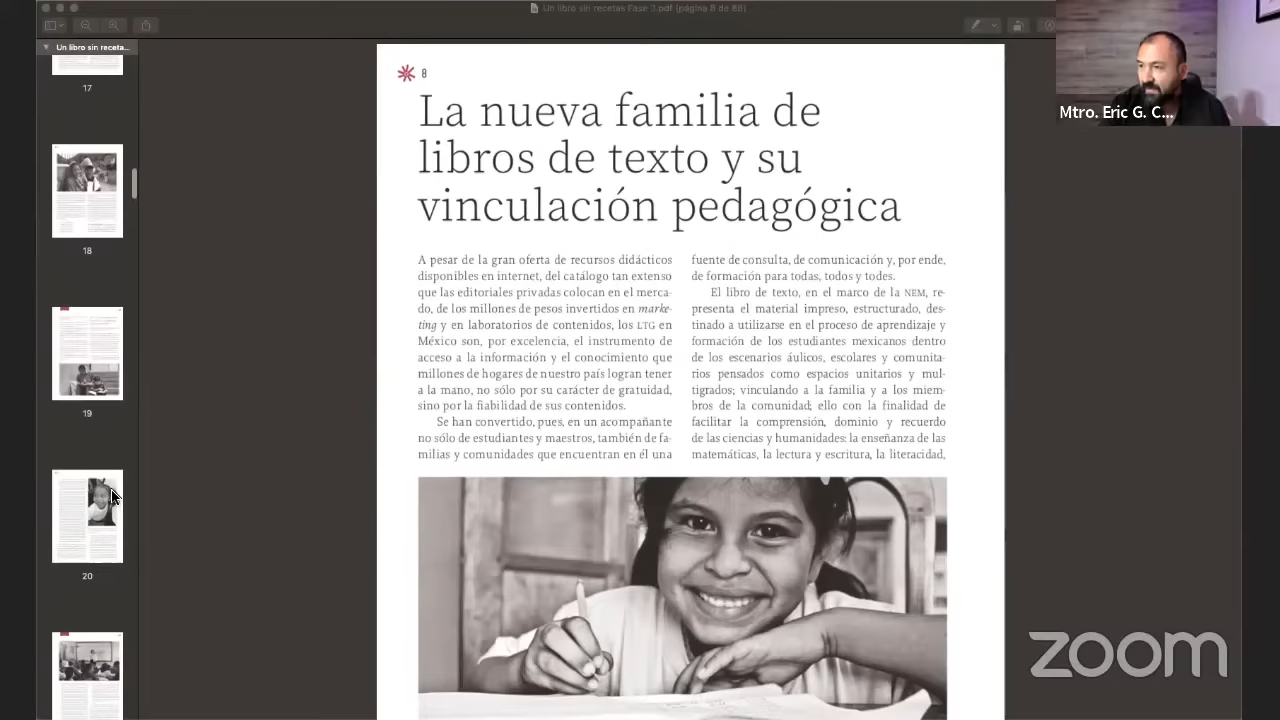 Un libro sin recetas Fase 3.pdf (página 8 de 88)
Un libro sin receta...
17
18
19
20
8
La nueva familia de
libros de texto y su
vinculación pedagógica
A pesar de la gran oferta de recursos didácticos
disponibles en internet, del catálogo tan extenso
que las editoriales privadas colocan en el merca-
do, de los millones de pesos invertidos en marke-
ting y en laboratorios de contenidos, los LTG en
México son, por excelencia, el instrumento de
acceso a la información y el conocimiento que
millones de hogares de nuestro país logran tener
a la mano, no sólo por su carácter de gratuidad,
sino por la fiabilidad de sus contenidos.
Se han convertido, pues, en un acompañante
no sólo de estudiantes y maestros, también de fa-
milias y comunidades que encuentran en él una
fuente de consulta, de comunicación y, por ende,
de formación para todas, todos y todes.
El libro de texto, en el marco de la NEM, re-
presenta el material impreso, estructurado, des-
tinado a utilizarse en el proceso de aprendizaje y
formación de los estudiantes mexicanos dentro
de los escenarios áulicos, escolares y comunita-
rios pensados como espacios unitarios y mul-
tigrados; vinculando a la familia y a los miem-
bros de la comunidad; ello con la finalidad de
facilitar la comprensión, dominio y recuerdo
de las ciencias y humanidades: la enseñanza de las
matemáticas, la lectura y escritura, la literacidad,
Mtro. Eric G. C...
zoom